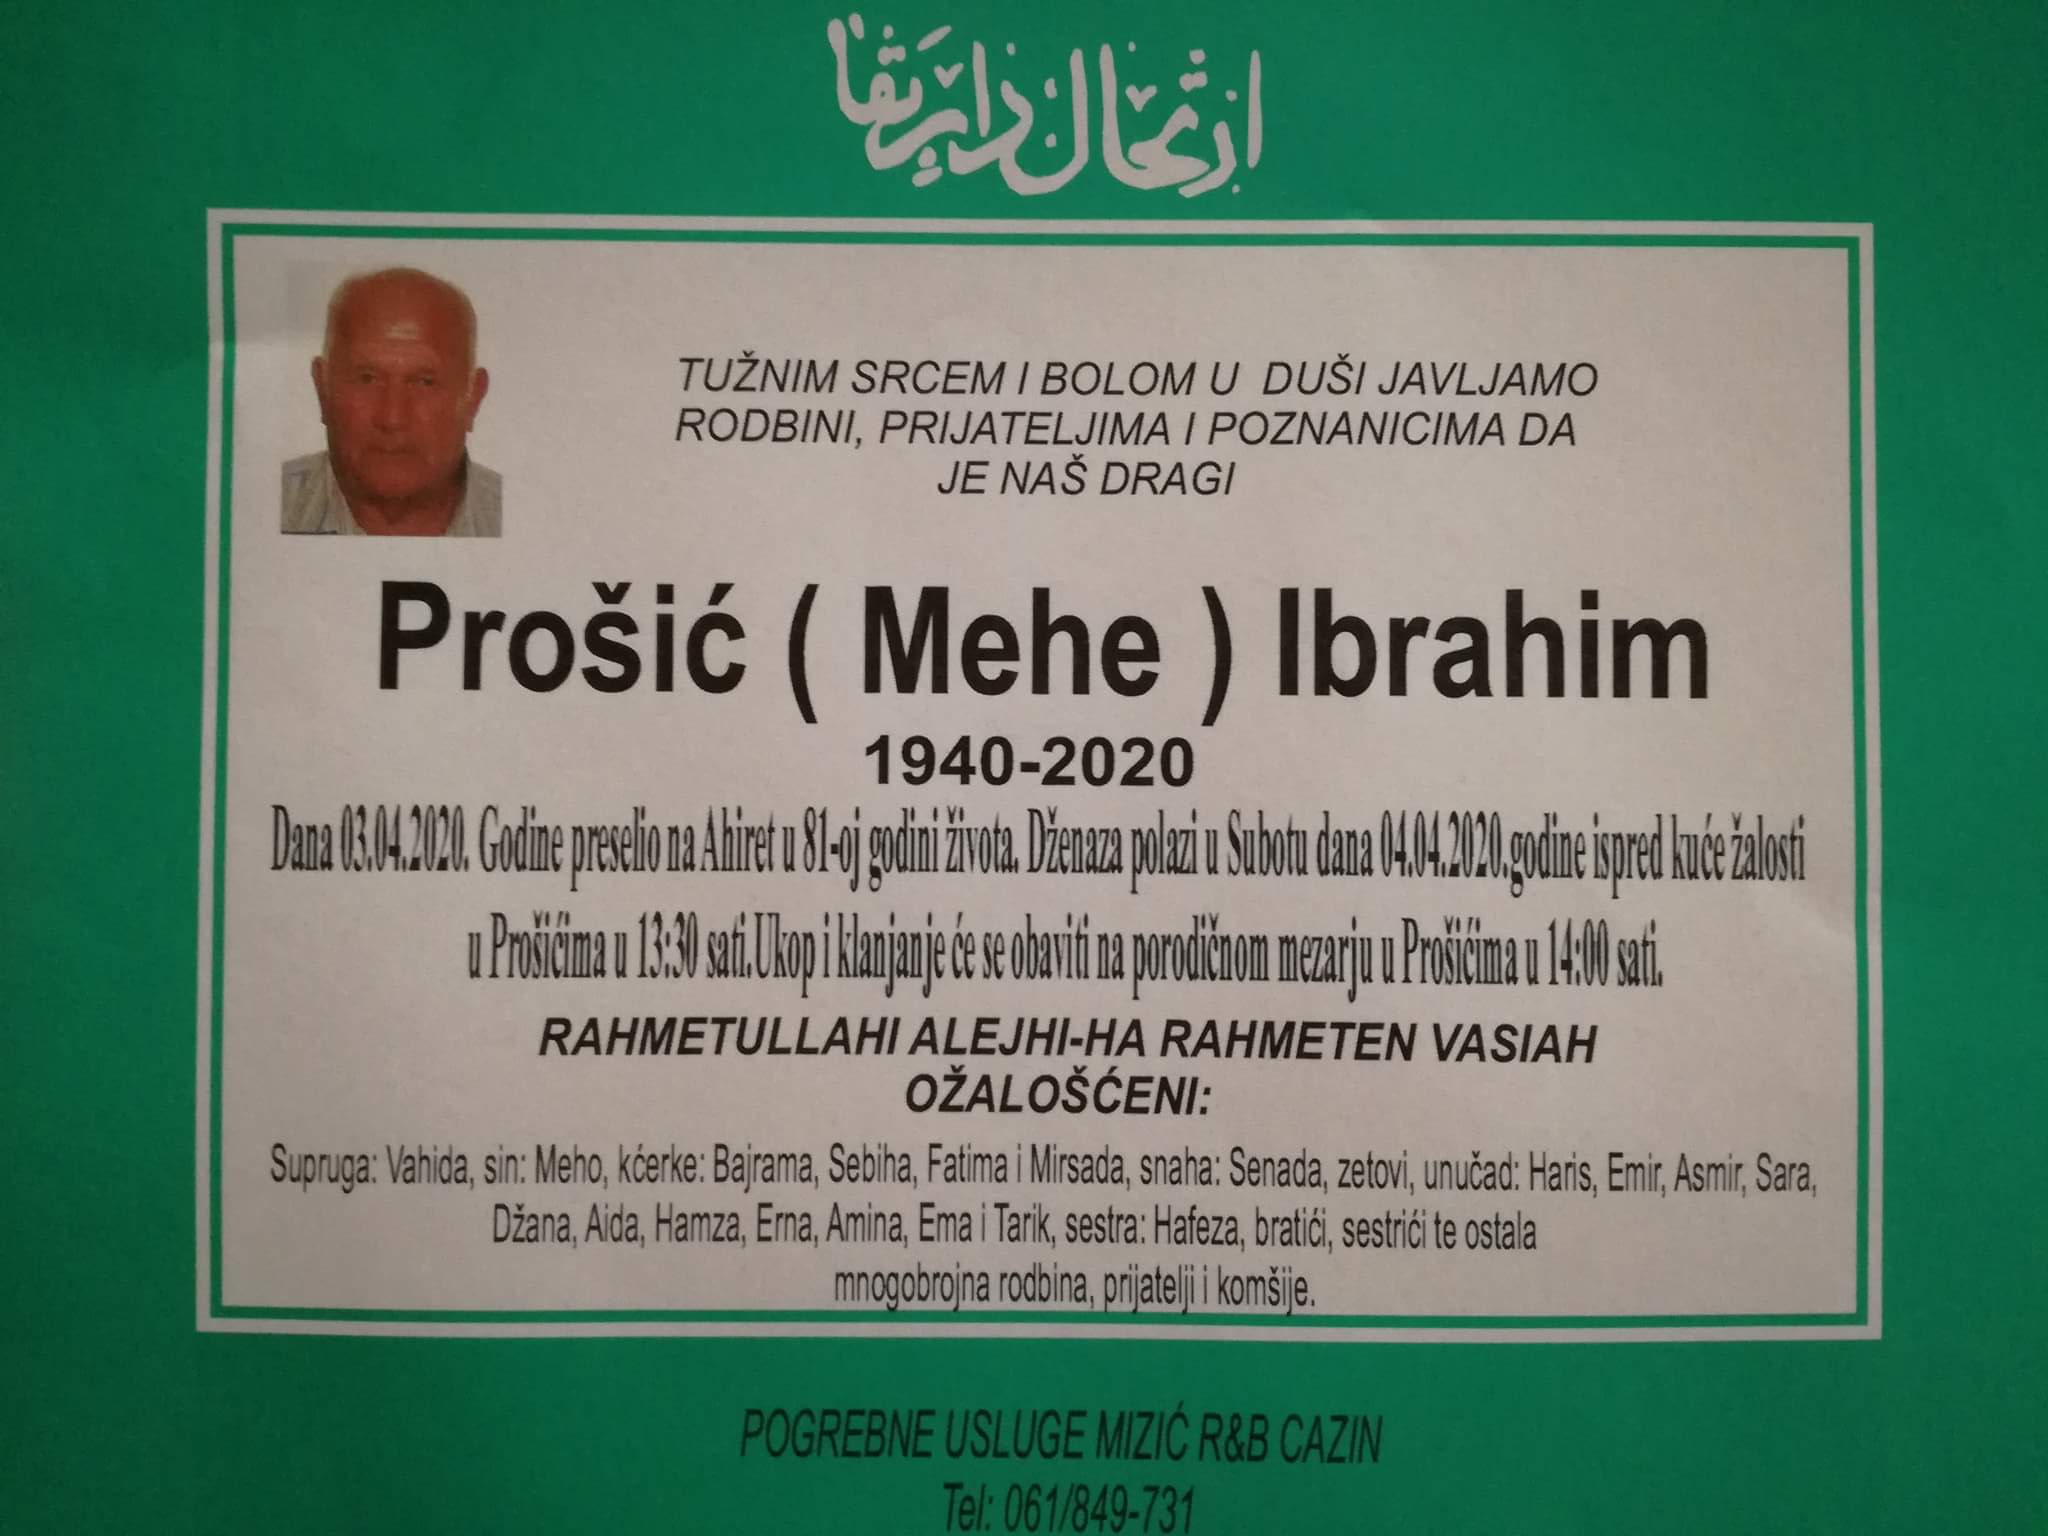 ارتحال دار بقا
TUŽNIM SRCEM I BOLOM U DUŠI JAVLJAMO
RODBINI, PRIJATELJIMA I POZNANICIMA DA
JE NAŠ DRAGI
Prošić ( Mehe ) Ibrahim
1940-2020
Dana 03.04.2020. Godine preselio na Ahiret u 81-oj godini života. Dženaza polazi u Subotu dana 04.04.2020.godine ispred kuće žalosti
u Prošićima u 13:30 sati.Ukop i klanjanje će se obaviti na porodičnom mezarju u Prošićima u 14:00 sati.
RAHMETULLAHI ALEJHI-HA RAHMETEN VASIAH
OŽALOŠĆENI:
Supruga: Vahida, sin: Meho, kćerke: Bajrama, Sebiha, Fatima i Mirsada, snaha: Senada, zetovi, unučad: Haris, Emir, Asmir, Sara,
Džana, Aida, Hamza, Erna, Amina, Ema i Tarik, sestra: Hafeza, bratići, sestrići te ostala
mnogobrojna rodbina, prijatelji i komšije.
POGREBNE USLUGE MIZIĆ R&B CAZIN
Tel: 061/849-731